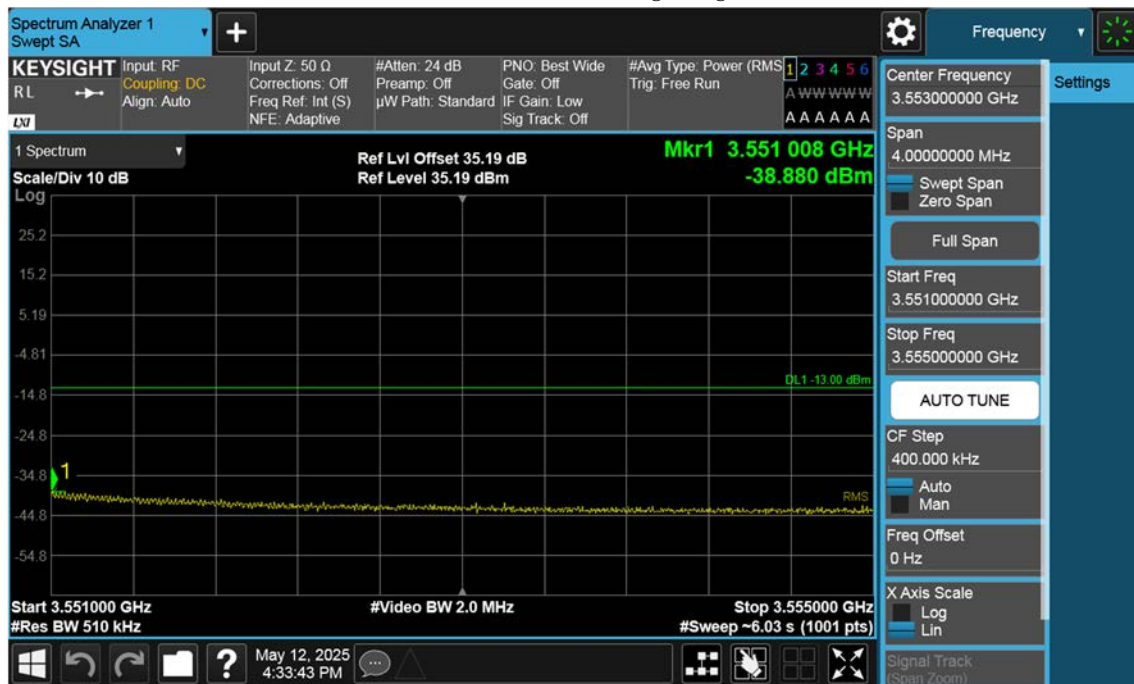 Spectrum Analyzer 1
Swept SA
+
Frequency
KEYSIGHT
RL
LXI
Input: RF
Coupling: DC
Align: Auto
Input Z: 50 Ω
Corrections: Off
Freq Ref: Int (S)
NFE: Adaptive
#Atten: 24 dB
Preamp: Off
µW Path: Standard
PNO: Best Wide
Gate: Off
IF Gain: Low
Sig Track: Off
#Avg Type: Power (RMS
Trig: Free Run
1 2 3 4 5 6
A W W W W W
A A A A A A
1 Spectrum
Scale/Div 10 dB
Ref Lvl Offset 35.19 dB
Ref Level 35.19 dBm
Mkr1 3.551 008 GHz
-38.880 dBm
Log
25.2
15.2
5.19
-4.81
-14.8
-24.8
-34.8
-44.8
-54.8
DL1 -13.00 dBm
1
RMS
Start 3.551000 GHz
#Res BW 510 kHz
#Video BW 2.0 MHz
Stop 3.555000 GHz
#Sweep ~6.03 s (1001 pts)
?
May 12, 2025
4:33:43 PM
Center Frequency
3.553000000 GHz
Span
4.00000000 MHz
Swept Span
Zero Span
Full Span
Start Freq
3.551000000 GHz
Stop Freq
3.555000000 GHz
AUTO TUNE
CF Step
400.000 kHz
Auto
Man
Freq Offset
0 Hz
X Axis Scale
Log
Lin
Signal Track
(Span Zoom)
Settings